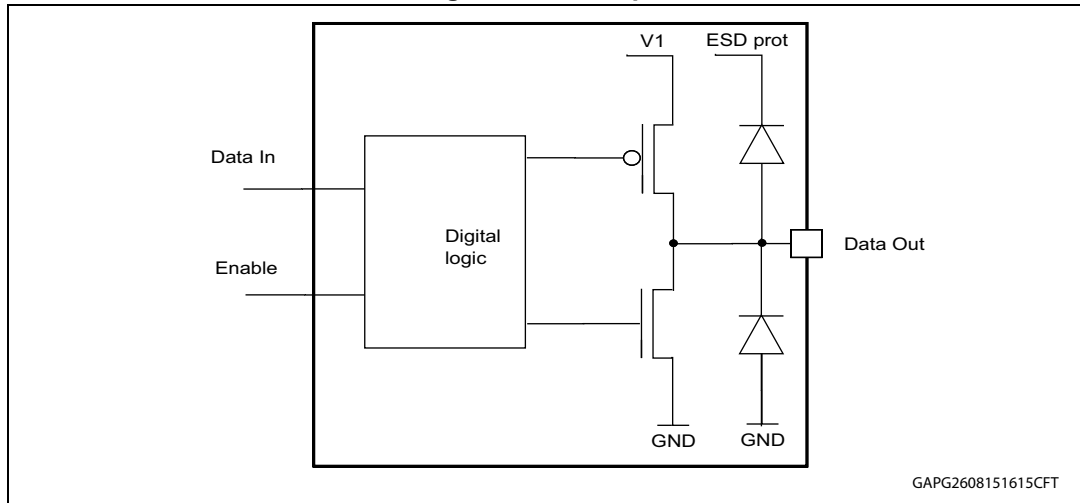 V1
ESD prot
Data In
Digital
logic
Data Out
Enable
GND
GND
GAPG2608151615CFT